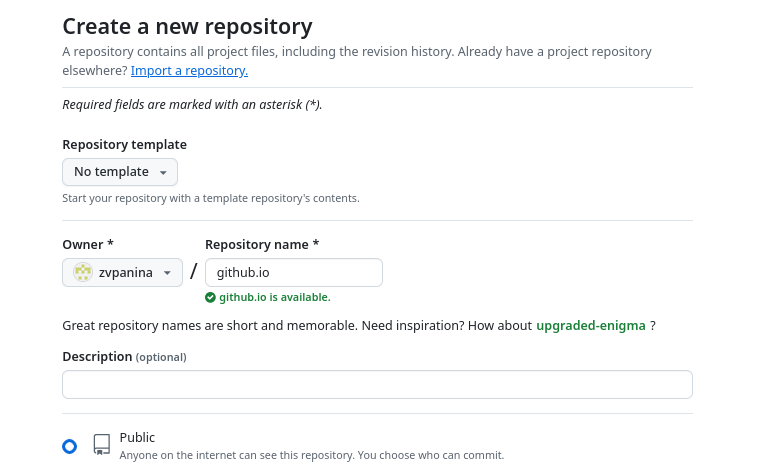 Create a new repository
A repository contains all project files, including the revision history. Already have a project repository
elsewhere? Import a repository.
Required fields are marked with an asterisk (*).
Repository template
No template
Start your repository with a template repository's contents.
Owner * Repository name *
zvpanina / github.io
github.io is available.
Great repository names are short and memorable. Need inspiration? How about upgraded-enigma ?
Description (optional)
Public
Anyone on the internet can see this repository. You choose who can commit.